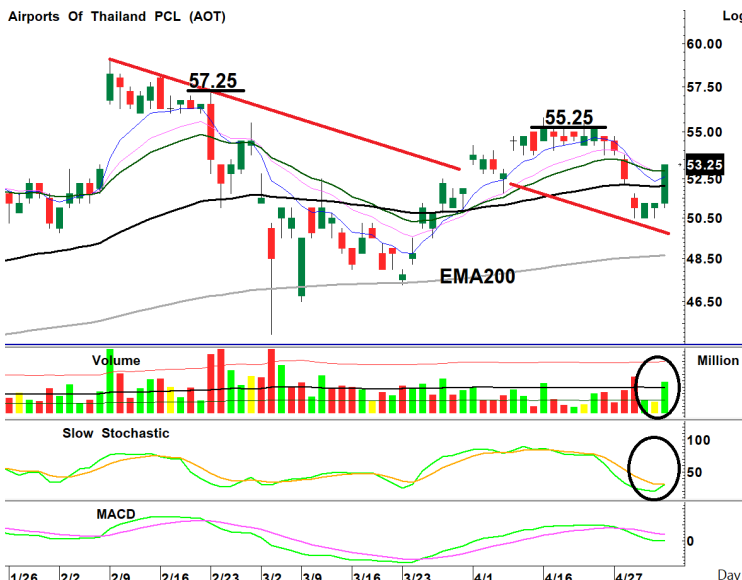 Airports Of Thailand PCL (AOT)
Log
60.00
57.25
57.50
55.25
55.00
53.25
52.50
50.50
48.50
EMA200
46.50
Volume
Million
Slow Stochastic
100
50
MACD
0
1/26 2/2 2/9 2/16 2/23 3/2 3/9 3/16 3/23 4/1 4/16 4/27 Day